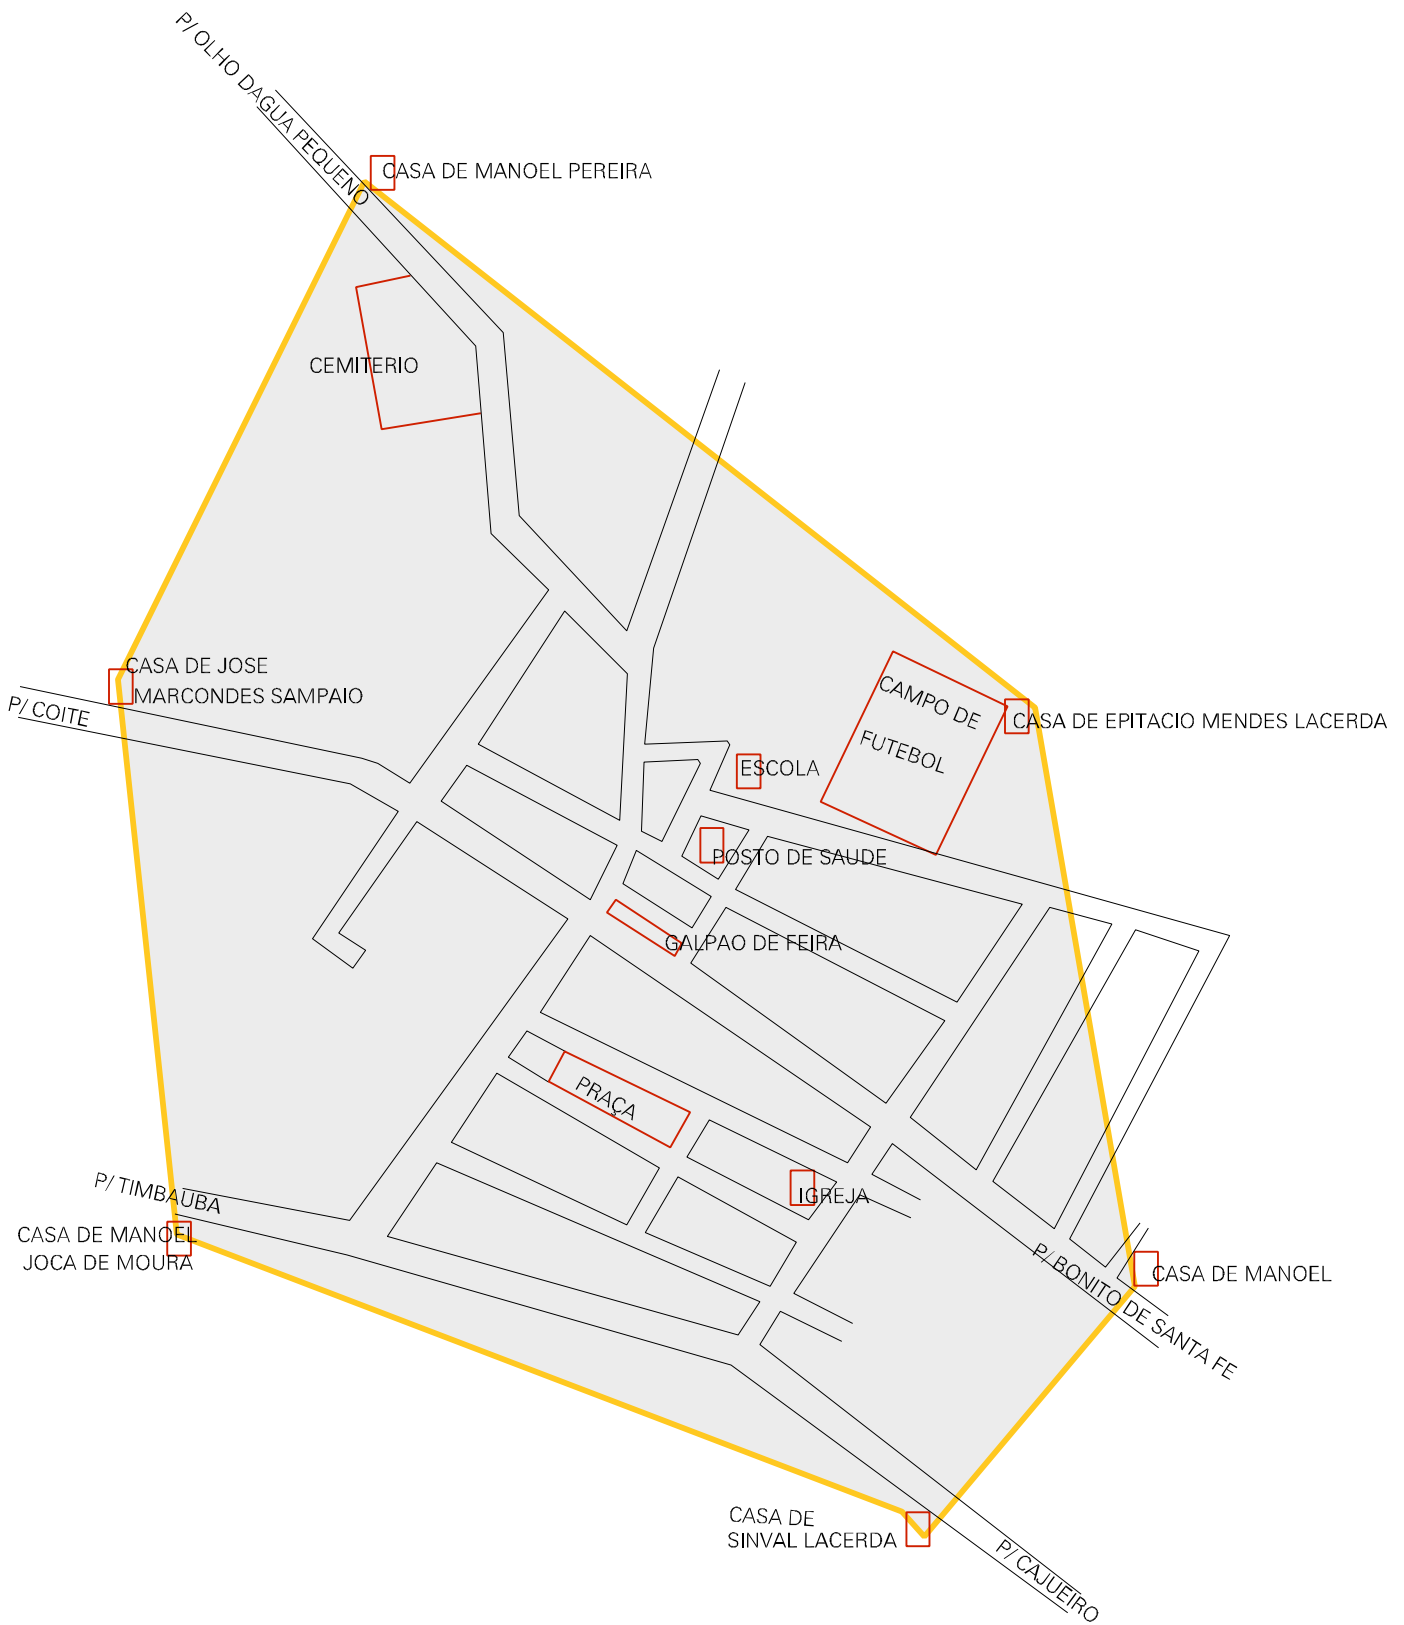 P/ OLHO DAGUA PEQUENO
CASA DE MANOEL PEREIRA
CEMITERIO
CASA DE JOSE
MARCONDES SAMPAIO
P/ COITE
CAMPO DE
FUTEBOL
CASA DE EPITACIO MENDES LACERDA
ESCOLA
POSTO DE SAUDE
GALPAO DE FEIRA
PRAÇA
IGREJA
P/ TIMBAUBA
CASA DE MANOEL
JOCA DE MOURA
CASA DE MANOEL
P/ BONITO DE SANTA FE
CASA DE
SINVAL LACERDA
P/ CAJUEIRO